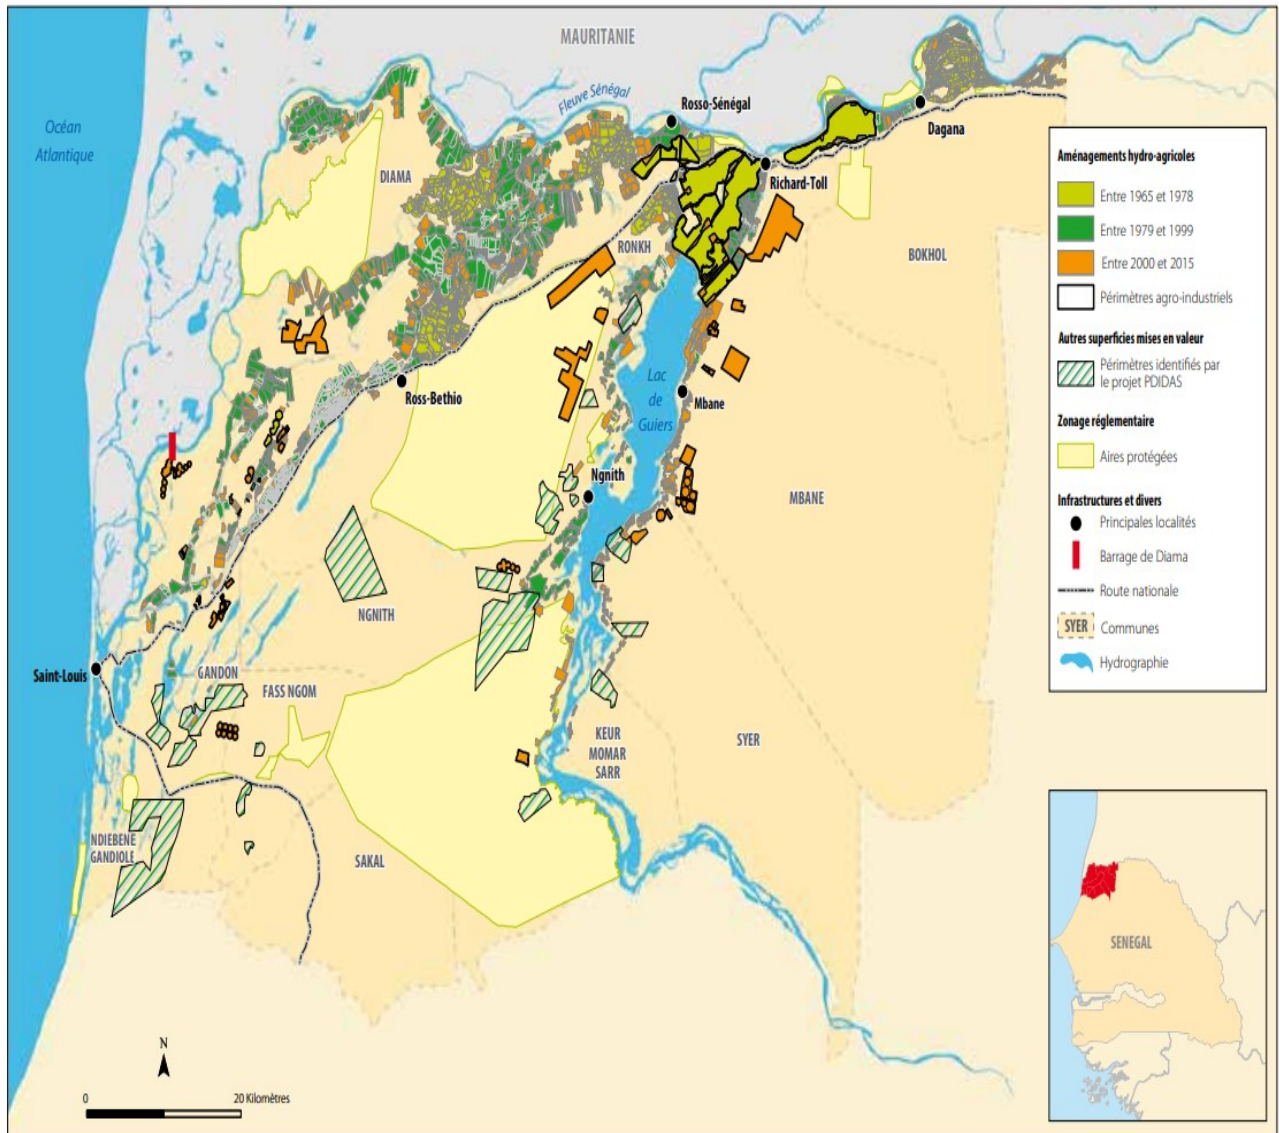 MAURITANIE
Océan
Atlantique
Fleuve Sénégal
Rosso-Sénégal
Dagana
DIAMA
Richard-Toll
RONKH
BOKHOL
Lac
de
Guiers
Ross-Bethio
Mbane
Ngnith
MBANE
NGNITH
Saint-Louis
GANDON
FASS NGOM
KEUR
MOMAR
SARR
SYER
NDIEBENE
GANDIOLE
SAKAL
N
0
20 Kilomètres
Aménagements hydro-agricoles
Entre 1965 et 1978
Entre 1979 et 1999
Entre 2000 et 2015
Périmètres agro-industriels
Autres superficies mises en valeur
Périmètres identifiés par
le projet PDIDAS
Zonage réglementaire
Aires protégées
Infrastructures et divers
Principales localités
Barrage de Diama
Route nationale
SYER Communes
Hydrographie
SENEGAL